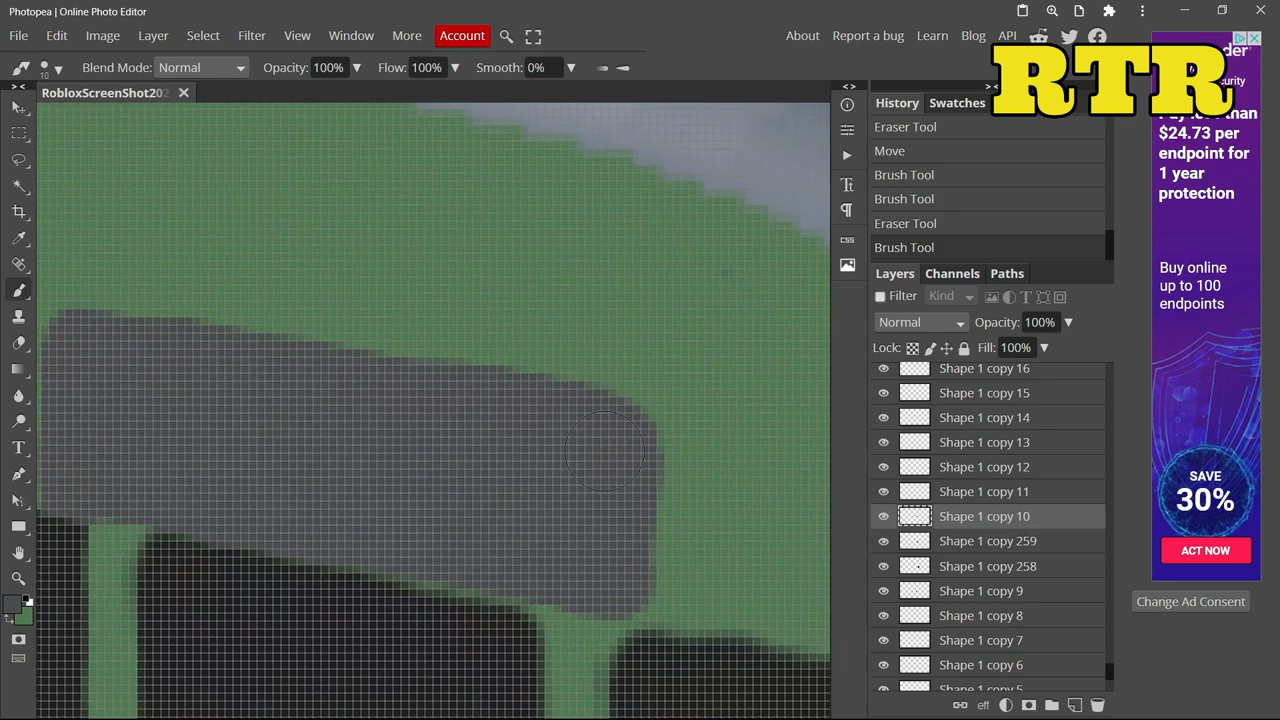 Photopea | Online Photo Editor
File Edit Image Layer Select Filter View Window More Account About Report a bug Learn Blog API
10 Blend Mode: Normal Opacity: 100% Flow: 100% Smooth: 0%
RTR
RobloxScreenShot202
History Swatches
Eraser Tool
Move
Brush Tool
Brush Tool
Eraser Tool
Brush Tool
CSS
Layers Channels Paths
Filter Kind
Normal Opacity: 100%
Lock: Fill: 100%
Shape 1 copy 16
Shape 1 copy 15
Shape 1 copy 14
Shape 1 copy 13
Shape 1 copy 12
Shape 1 copy 11
Shape 1 copy 10
Shape 1 copy 259
Shape 1 copy 258
Shape 1 copy 9
Shape 1 copy 8
Shape 1 copy 7
Shape 1 copy 6
Shape 1 copy 5
eff
than
$24.73 per
endpoint for
1 year
protection
Buy online
up to 100
endpoints
SAVE
30%
ACT NOW
Change Ad Consent